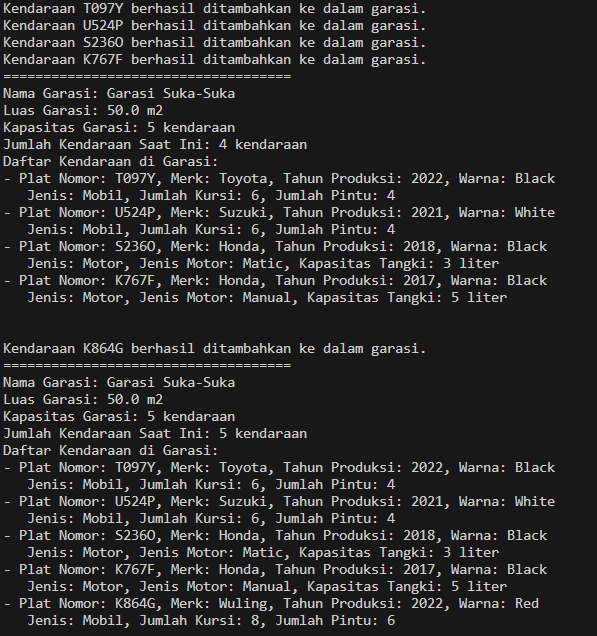 Kendaraan T097Y berhasil ditambahkan ke dalam garasi.
Kendaraan U524P berhasil ditambahkan ke dalam garasi.
Kendaraan S236O berhasil ditambahkan ke dalam garasi.
Kendaraan K767F berhasil ditambahkan ke dalam garasi.
===================================
Nama Garasi: Garasi Suka-Suka
Luas Garasi: 50.0 m2
Kapasitas Garasi: 5 kendaraan
Jumlah Kendaraan Saat Ini: 4 kendaraan
Daftar Kendaraan di Garasi:
- Plat Nomor: T097Y, Merk: Toyota, Tahun Produksi: 2022, Warna: Black
   Jenis: Mobil, Jumlah Kursi: 6, Jumlah Pintu: 4
- Plat Nomor: U524P, Merk: Suzuki, Tahun Produksi: 2021, Warna: White
   Jenis: Mobil, Jumlah Kursi: 6, Jumlah Pintu: 4
- Plat Nomor: S236O, Merk: Honda, Tahun Produksi: 2018, Warna: Black
   Jenis: Motor, Jenis Motor: Matic, Kapasitas Tangki: 3 liter
- Plat Nomor: K767F, Merk: Honda, Tahun Produksi: 2017, Warna: Black
   Jenis: Motor, Jenis Motor: Manual, Kapasitas Tangki: 5 liter
Kendaraan K864G berhasil ditambahkan ke dalam garasi.
===================================
Nama Garasi: Garasi Suka-Suka
Luas Garasi: 50.0 m2
Kapasitas Garasi: 5 kendaraan
Jumlah Kendaraan Saat Ini: 5 kendaraan
Daftar Kendaraan di Garasi:
- Plat Nomor: T097Y, Merk: Toyota, Tahun Produksi: 2022, Warna: Black
   Jenis: Mobil, Jumlah Kursi: 6, Jumlah Pintu: 4
- Plat Nomor: U524P, Merk: Suzuki, Tahun Produksi: 2021, Warna: White
   Jenis: Mobil, Jumlah Kursi: 6, Jumlah Pintu: 4
- Plat Nomor: S236O, Merk: Honda, Tahun Produksi: 2018, Warna: Black
   Jenis: Motor, Jenis Motor: Matic, Kapasitas Tangki: 3 liter
- Plat Nomor: K767F, Merk: Honda, Tahun Produksi: 2017, Warna: Black
   Jenis: Motor, Jenis Motor: Manual, Kapasitas Tangki: 5 liter
- Plat Nomor: K864G, Merk: Wuling, Tahun Produksi: 2022, Warna: Red
   Jenis: Mobil, Jumlah Kursi: 8, Jumlah Pintu: 6